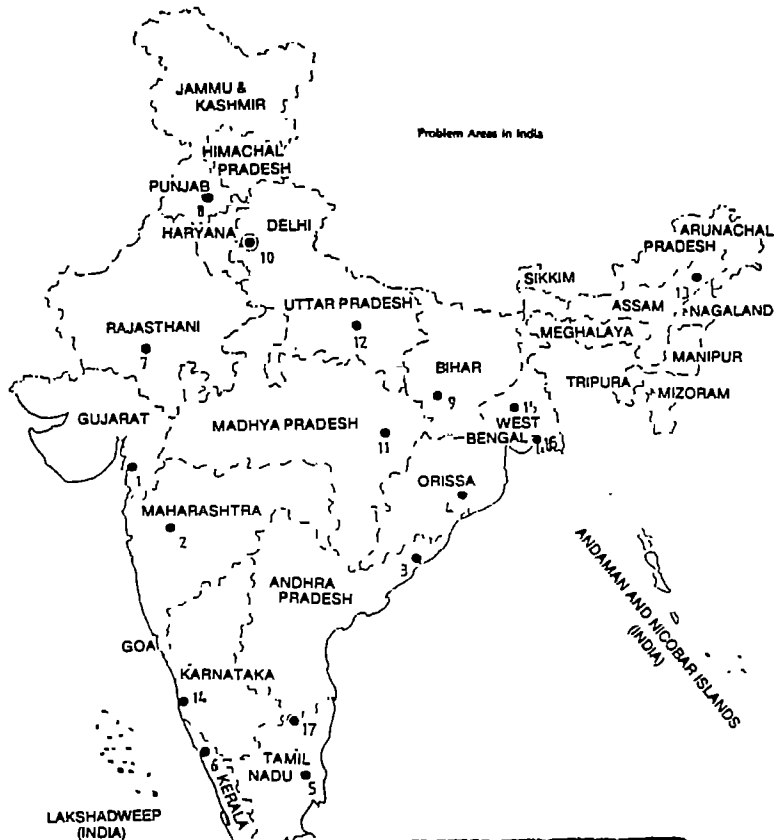 JAMMU &
KASHMIR
Problem Areas in India
HIMACHAL
PRADESH
PUNJAB
8
HARYANA
DELHI
10
ARUNACHAL
PRADESH
13
SIKKIM
ASSAM
NAGALAND
MEGHALAYA
MANIPUR
TRIPURA
MIZORAM
UTTAR PRADESH
12
RAJASTHANI
7
BIHAR
9
15
WEST
BENGAL
16
GUJARAT
MADHYA PRADESH
11
1
ORISSA
4
MAHARASHTRA
2
3
ANDHRA
PRADESH
ANDAMAN AND NICOBAR ISLANDS
(INDIA)
GOA
KARNATAKA
14
17
6
TAMIL
NADU
5
KERALA
LAKSHADWEEP
(INDIA)